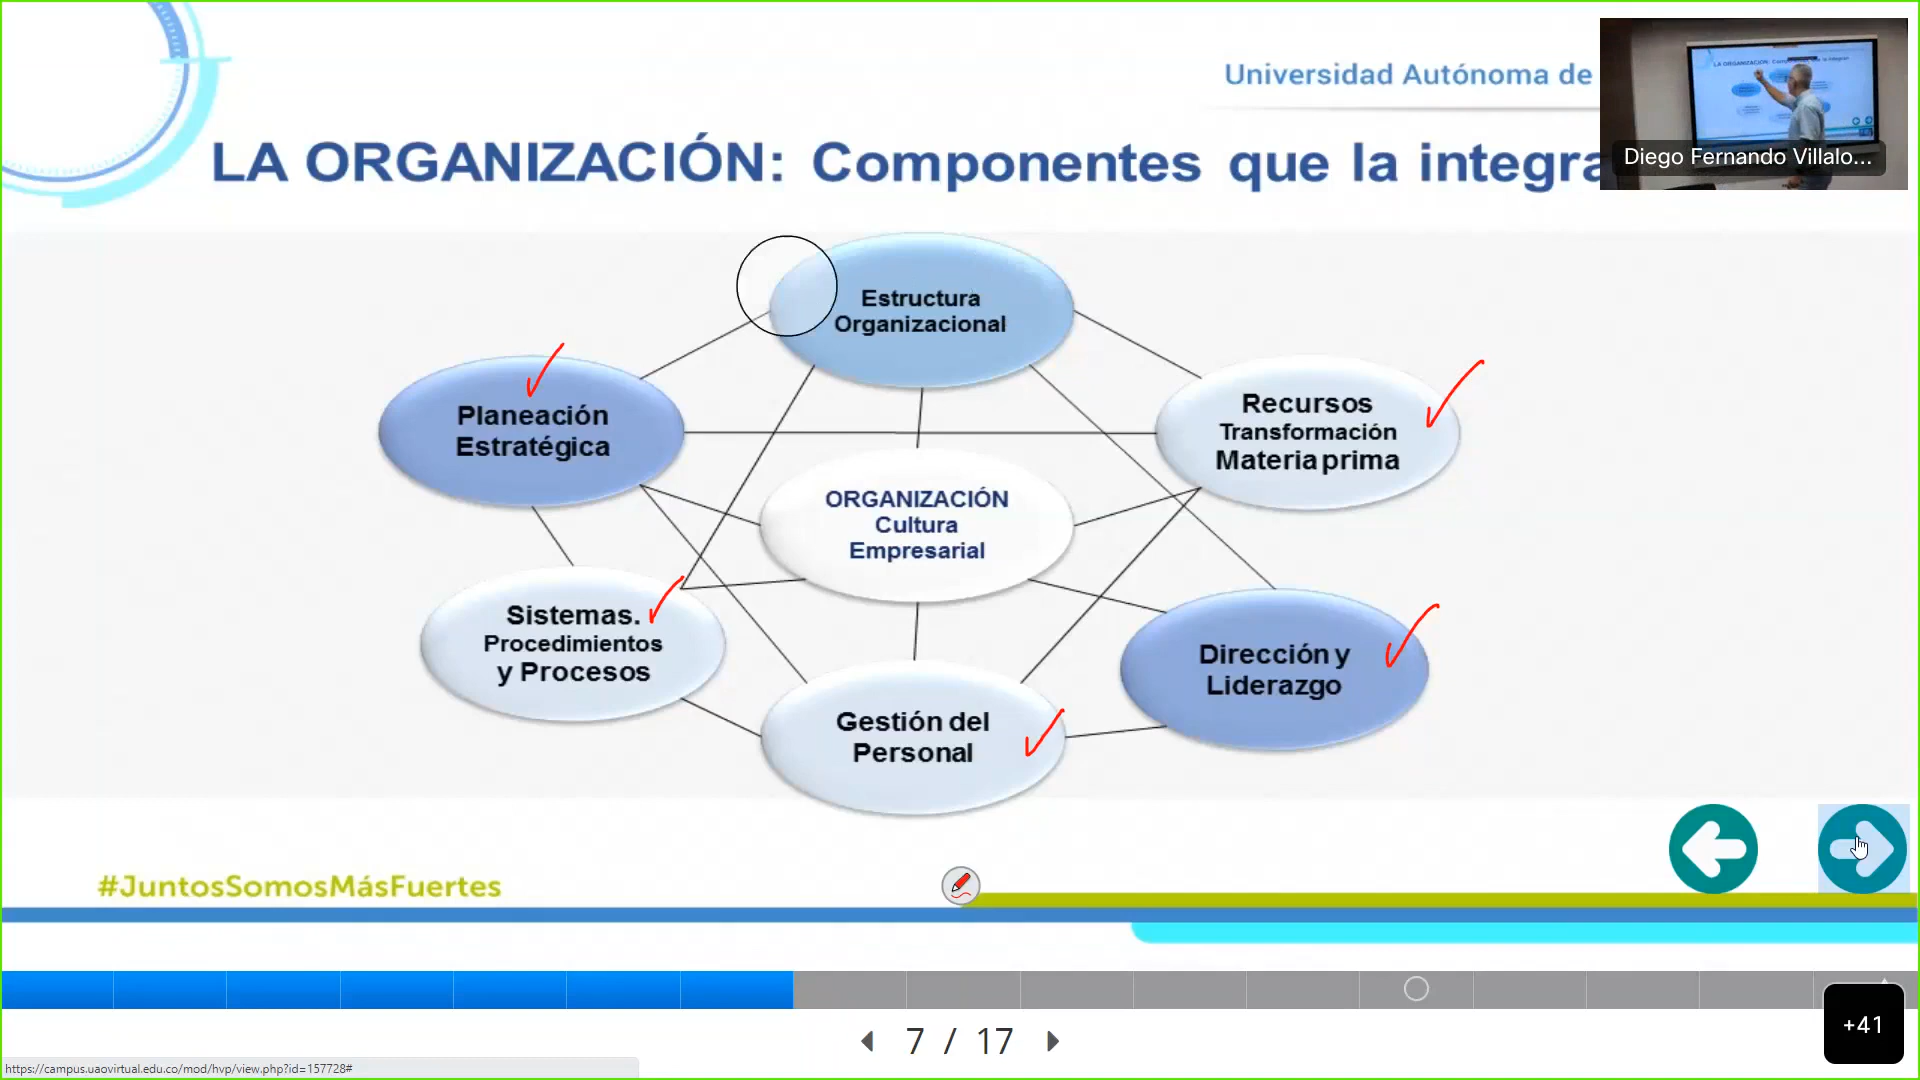 Universidad Autónoma de
LA ORGANIZACIÓN: Componentes que la integra
Diego Fernando Villalo...
Estructura
Organizacional
Planeación
Estratégica
Recursos
Transformación
Materia prima
ORGANIZACIÓN
Cultura
Empresarial
Sistemas.
Procedimientos
y Procesos
Dirección y
Liderazgo
Gestión del
Personal
#JuntosSomosMásFuertes
7 / 17
+41
https://campus.uaovirtual.edu.co/mod/hvp/view.php?id=157728#